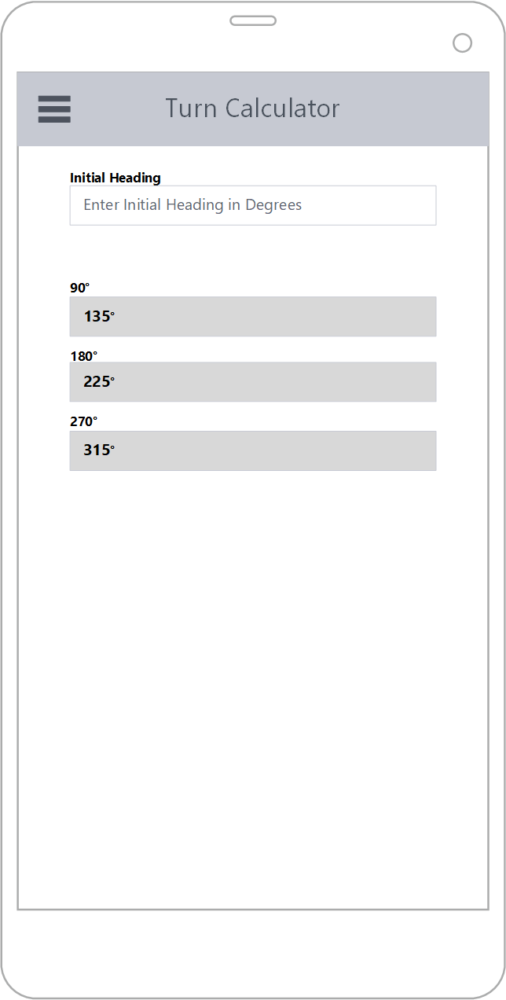 Turn Calculator
Initial Heading
Enter Initial Heading in Degrees
90°
135°
180°
225°
270°
315°